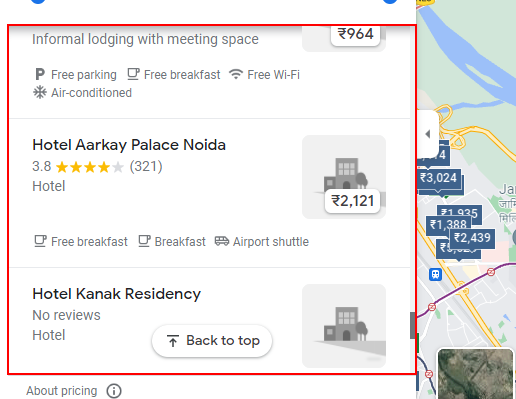 Informal lodging with meeting space
₹964
Free parking Free breakfast Free Wi-Fi
Air-conditioned
Hotel Aarkay Palace Noida
3.8 (321)
Hotel
₹2,121
Free breakfast Breakfast Airport shuttle
Hotel Kanak Residency
No reviews
Hotel
Back to top
About pricing
₹3,024
₹1,935
₹1,388
₹2,439